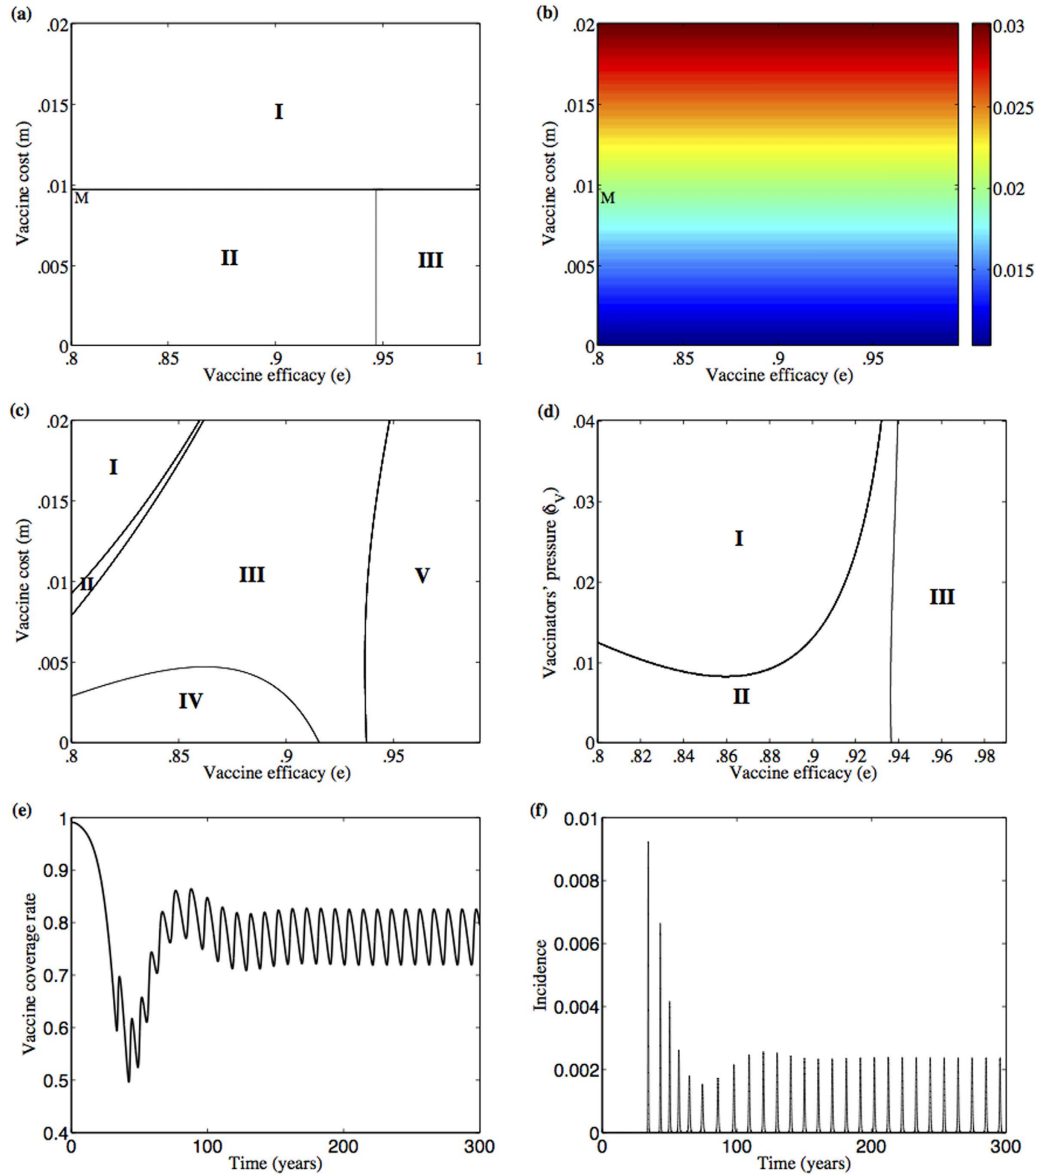 (a)
.02
.015
.01
.005
0
Vaccine cost (m)
M
I
II
III
.8
.85
.9
.95
1
Vaccine efficacy (e)
(b)
.02
.015
.01
.005
0
Vaccine cost (m)
M
.8
.85
.9
.95
Vaccine efficacy (e)
0.03
0.025
0.02
0.015
(c)
.02
.015
.01
.005
0
Vaccine cost (m)
I
II
III
IV
V
.8
.85
.9
.95
Vaccine efficacy (e)
(d)
.04
.03
.02
.01
0
Vaccinators' pressure (δV)
I
II
III
.8
.82
.84
.86
.88
.9
.92
.94
.96
.98
Vaccine efficacy (e)
(e)
1
0.9
0.8
0.7
0.6
0.5
0.4
Vaccine coverage rate
0
100
200
300
Time (years)
(f)
0.01
0.008
0.006
0.004
0.002
0
Incidence
0
100
200
300
Time (years)